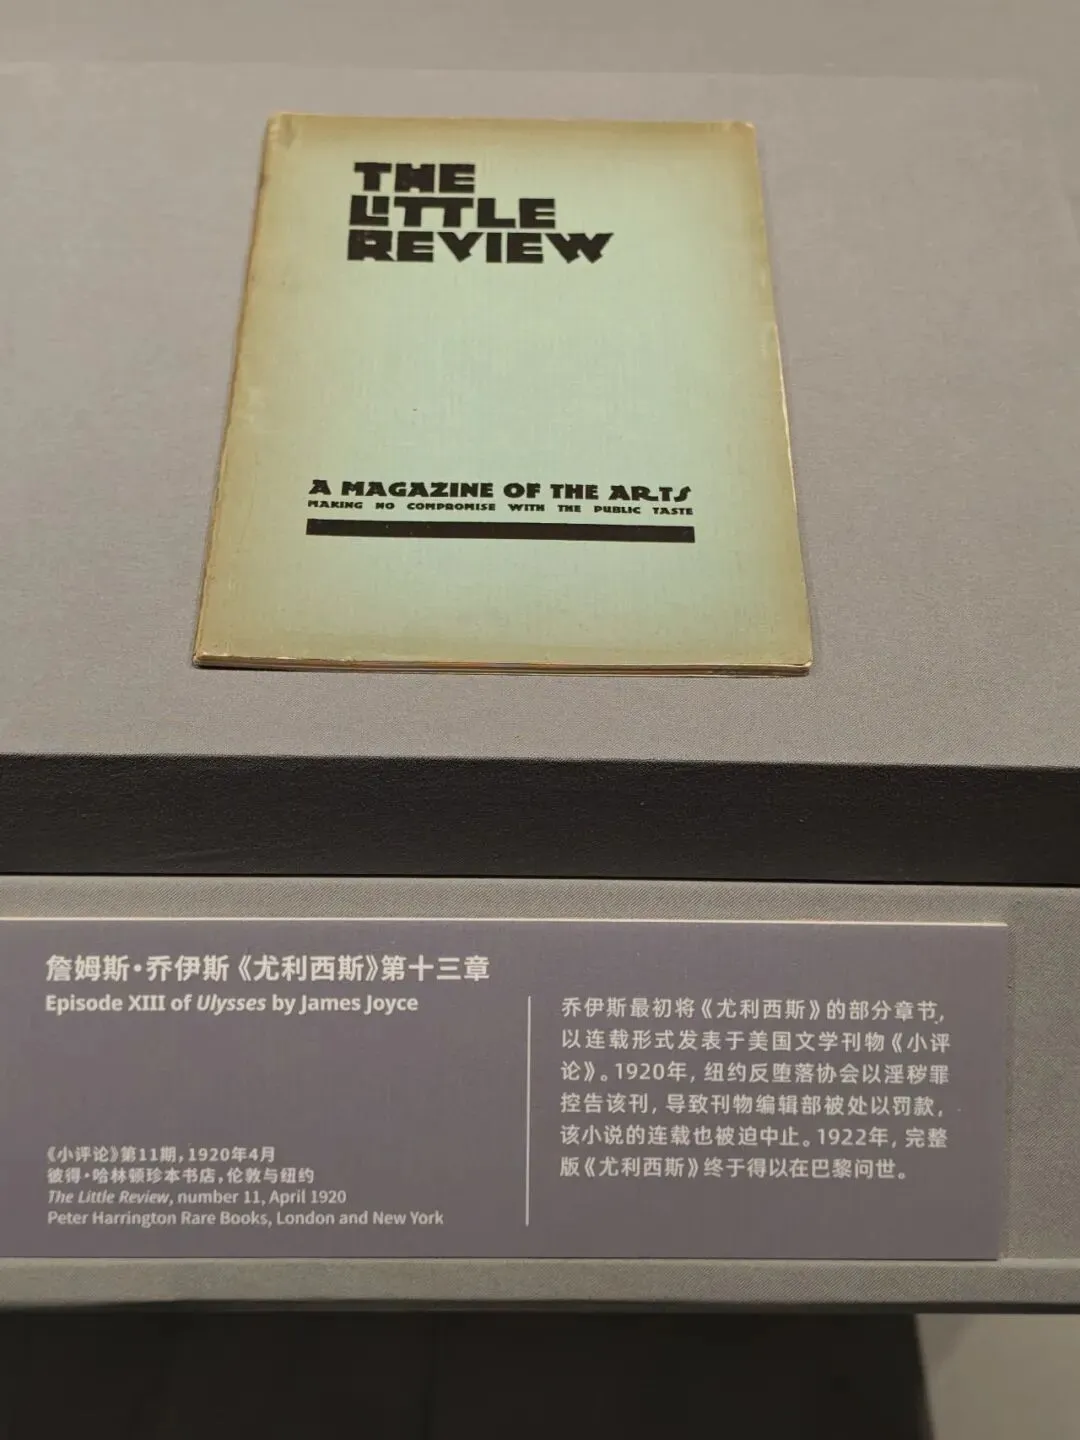 THE
LITTLE
REVIEW
A MAGAZINE OF THE ARTS
MAKING NO COMPROMISE WITH THE PUBLIC TASTE
詹姆斯·乔伊斯《尤利西斯》第十三章
Episode XIII of Ulysses by James Joyce
《小评论》第11期，1920年4月
彼得·哈林顿珍本书店，伦敦与纽约
The Little Review, number 11, April 1920
Peter Harrington Rare Books, London and New York
乔伊斯最初将《尤利西斯》的部分章节，
以连载形式发表于美国文学刊物《小评
论》。1920年，纽约反堕落协会以淫秽罪
控告该刊，导致刊物编辑部被处以罚款，
该小说的连载也被迫中止。1922年，完整
版《尤利西斯》终于得以在巴黎问世。